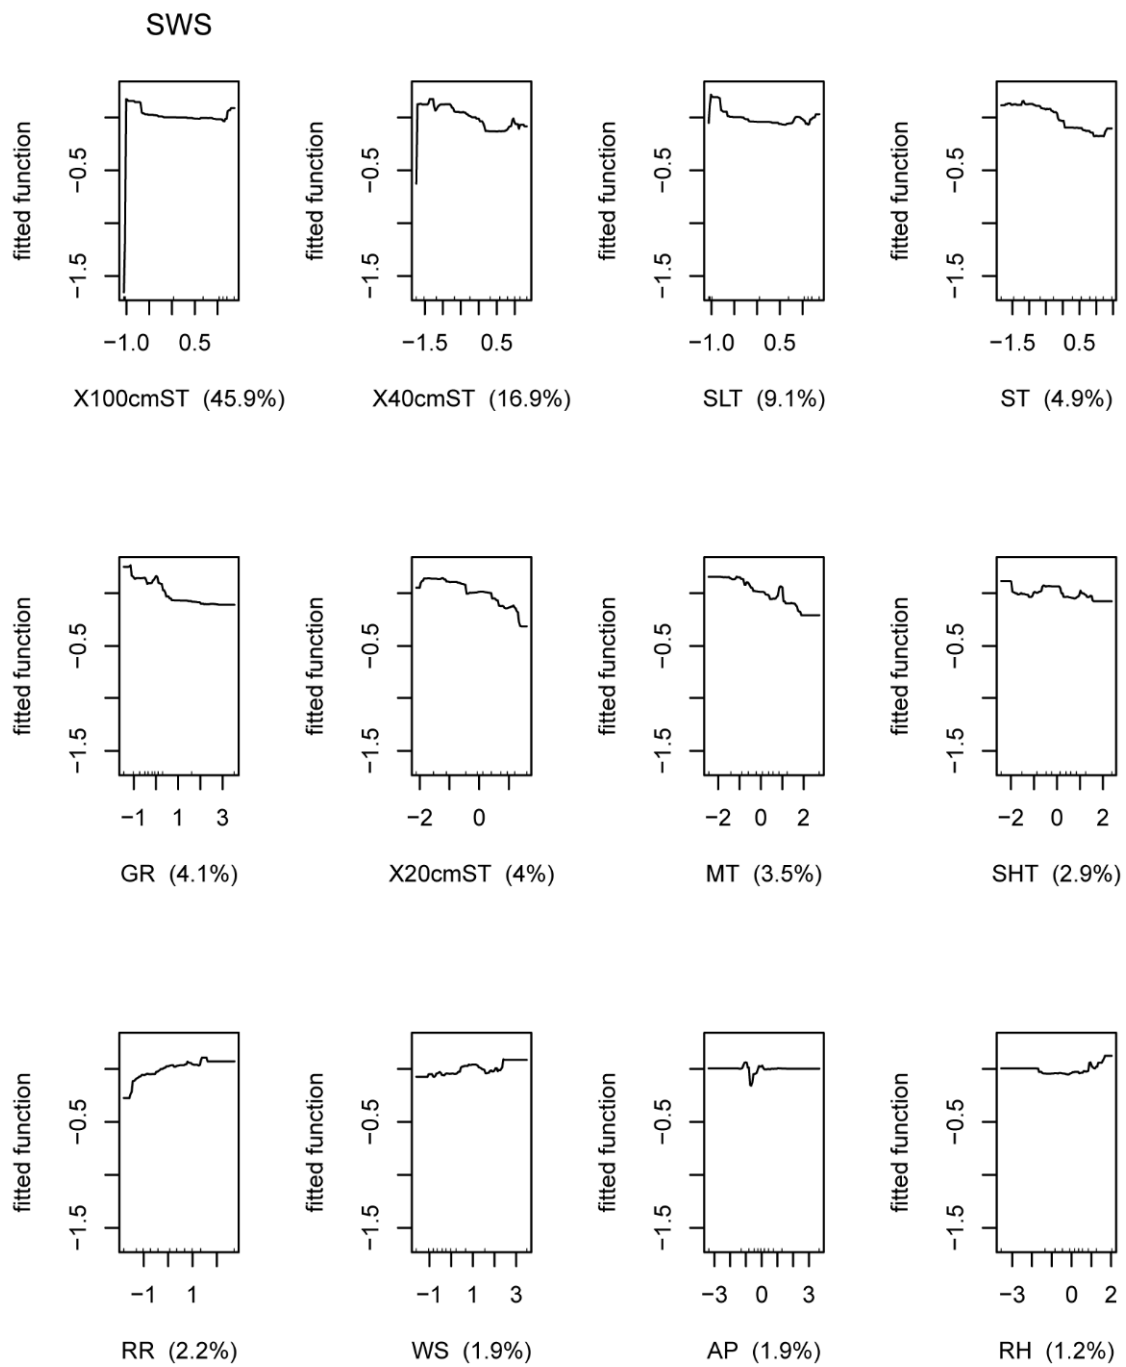 SWS
fitted function fitted function fitted function fitted function
−0.5 −0.5 −0.5 −0.5
−1.5 −1.5 −1.5 −1.5
−1.0 0.5 −1.5 0.5 −1.0 0.5 −1.5 0.5
X100cmST (45.9%) X40cmST (16.9%) SLT (9.1%) ST (4.9%)
fitted function fitted function fitted function fitted function
−0.5 −0.5 −0.5 −0.5
−1.5 −1.5 −1.5 −1.5
−1 1 3 −2 0 −2 0 2 −2 0 2
GR (4.1%) X20cmST (4%) MT (3.5%) SHT (2.9%)
fitted function fitted function fitted function fitted function
−0.5 −0.5 −0.5 −0.5
−1.5 −1.5 −1.5 −1.5
−1 1 −1 1 3 −3 0 3 −3 0 2
RR (2.2%) WS (1.9%) AP (1.9%) RH (1.2%)